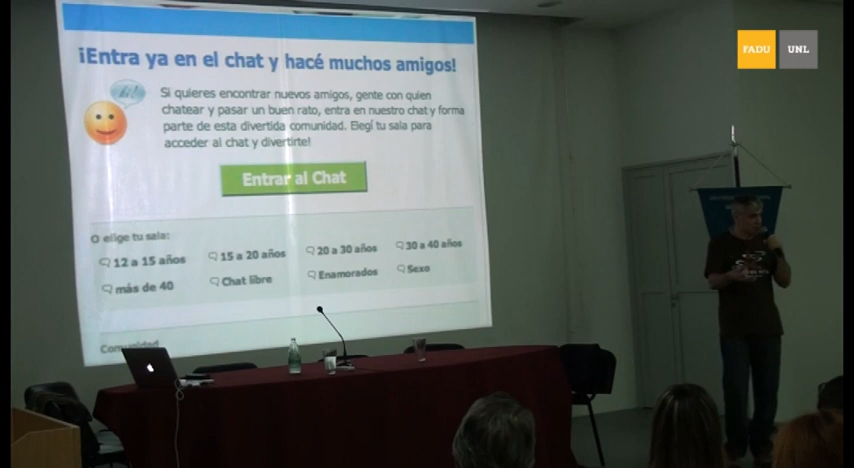 FADU
UNL
¡Entra ya en el chat y hacé muchos amigos!
hi!
Si quieres encontrar nuevos amigos, gente con quien
chatear y pasar un buen rato, entra en nuestro chat y forma
parte de esta divertida comunidad. Elegí tu sala para
acceder al chat y divertirte!
Entrar al Chat
O elige tu sala:
12 a 15 años
15 a 20 años
20 a 30 años
30 a 40 años
más de 40
Chat libre
Enamorados
Sexo
Comunidad